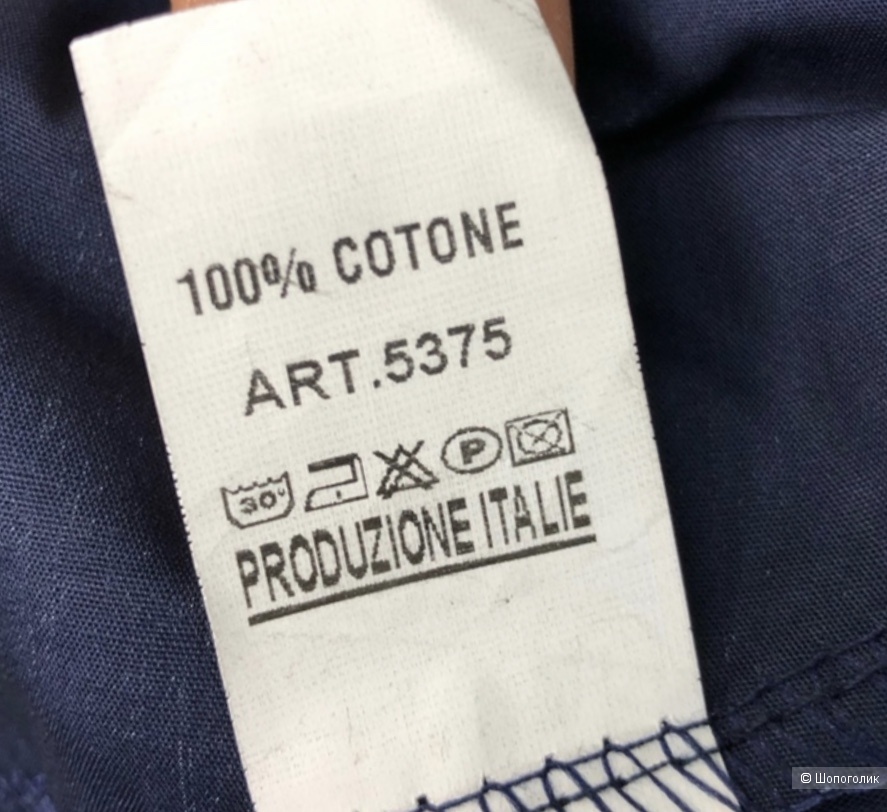 100% COTONE
ART.5375
30°
P
PRODUZIONE ITALIE
© Шопоголик